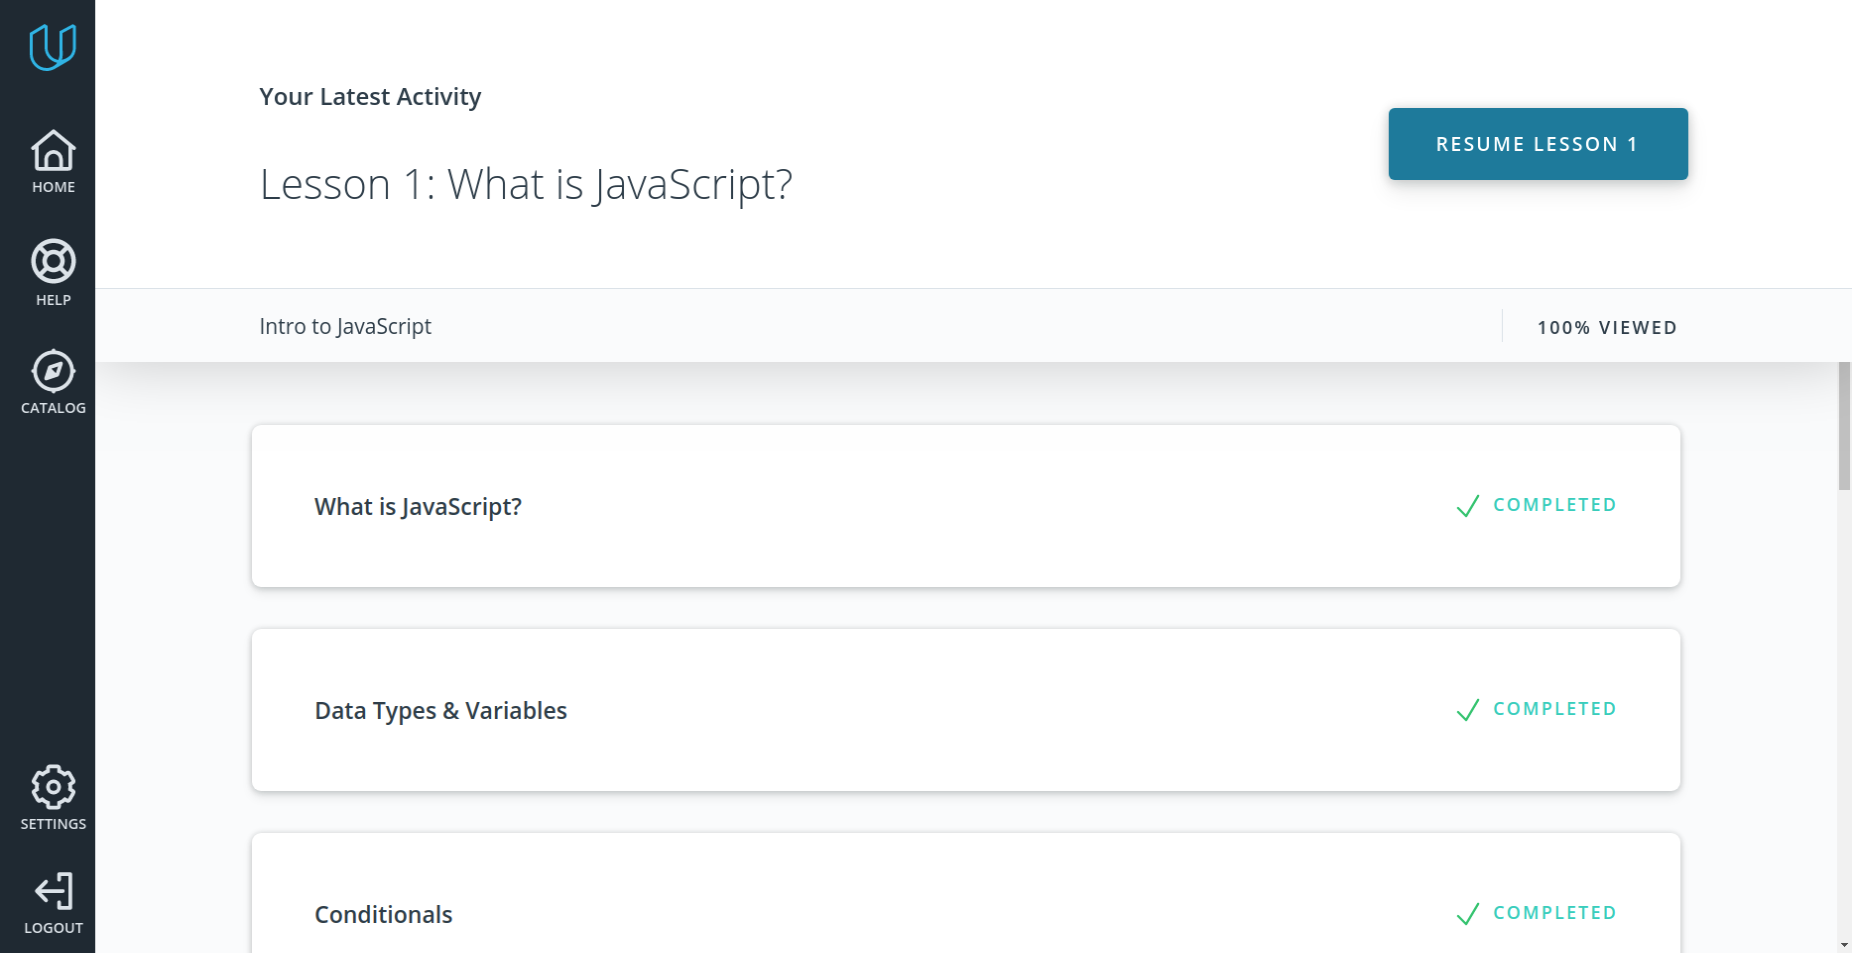 HOME
HELP
CATALOG
SETTINGS
LOGOUT
Your Latest Activity
Lesson 1: What is JavaScript?
RESUME LESSON 1
Intro to JavaScript
100% VIEWED
What is JavaScript?
COMPLETED
Data Types & Variables
COMPLETED
Conditionals
COMPLETED